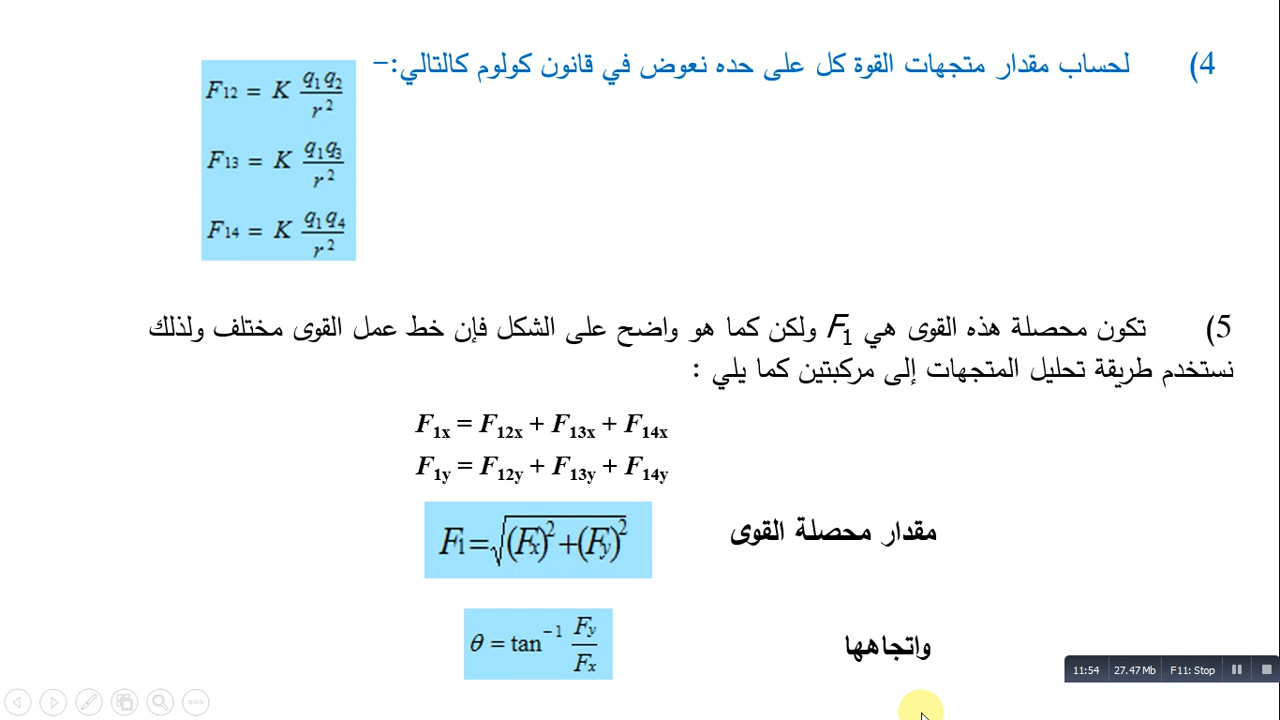 4) لحساب مقدار متجهات القوة كل على حده نعوض في قانون كولوم كالتالي:-
F12 = K q1q2 / r²
F13 = K q1q3 / r²
F14 = K q1q4 / r²
5) تكون محصلة هذه القوى هي F1 ولكن كما هو واضح على الشكل فإن خط عمل القوى مختلف ولذلك
نستخدم طريقة تحليل المتجهات إلى مركبتين كما يلي :
F1x = F12x + F13x + F14x
F1y = F12y + F13y + F14y
مقدار محصلة القوى
F1=√(Fx)²+(Fy)²
واتجاهها
θ = tan⁻¹ Fy / Fx
11:54 27.47 Mb F11: Stop